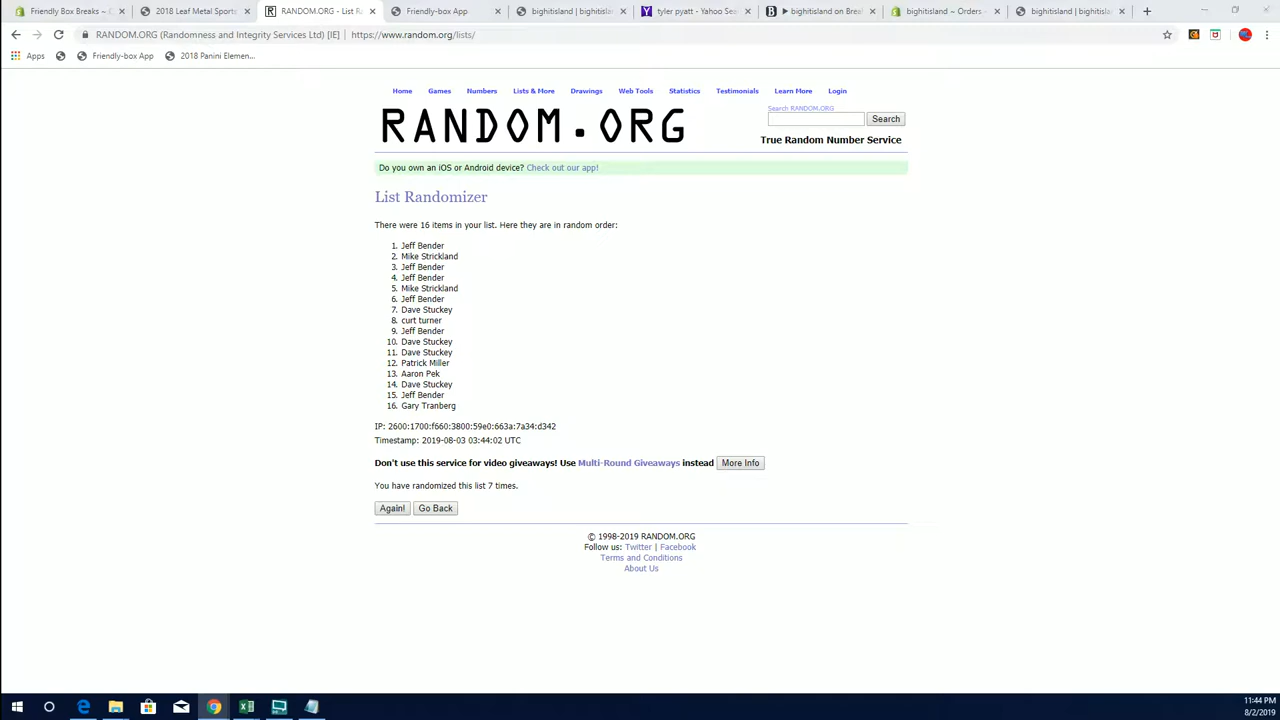 Friendly Box Breaks ~
2018 Leaf Metal Sports
RANDOM.ORG - List Ra
Friendly-box App
bighitisland | bighitislan
tyler pyatt - Yahoo Se
bighitisland on Break
bighitisland ~ Orders ~
bighitisland | bighitisla
RANDOM.ORG (Randomness and Integrity Services Ltd) [IE] | https://www.random.org/lists/
Apps Friendly-box App 2018 Panini Elemen...
Home Games Numbers Lists & More Drawings Web Tools Statistics Testimonials Learn More Login
RANDOM.ORG
Search RANDOM.ORG
Search
True Random Number Service
Do you own an iOS or Android device? Check out our app!
List Randomizer
There were 16 items in your list. Here they are in random order:
1. Jeff Bender
2. Mike Strickland
3. Jeff Bender
4. Jeff Bender
5. Mike Strickland
6. Jeff Bender
7. Dave Stuckey
8. curt turner
9. Jeff Bender
10. Dave Stuckey
11. Dave Stuckey
12. Patrick Miller
13. Aaron Pek
14. Dave Stuckey
15. Jeff Bender
16. Gary Tranberg
IP: 2600:1700:f660:3800:59e0:663a:7a34:d342
Timestamp: 2019-08-03 03:44:02 UTC
Don't use this service for video giveaways! Use Multi-Round Giveaways instead More Info
You have randomized this list 7 times.
Again! Go Back
© 1998-2019 RANDOM.ORG
Follow us: Twitter | Facebook
Terms and Conditions
About Us
11:44 PM
8/2/2019